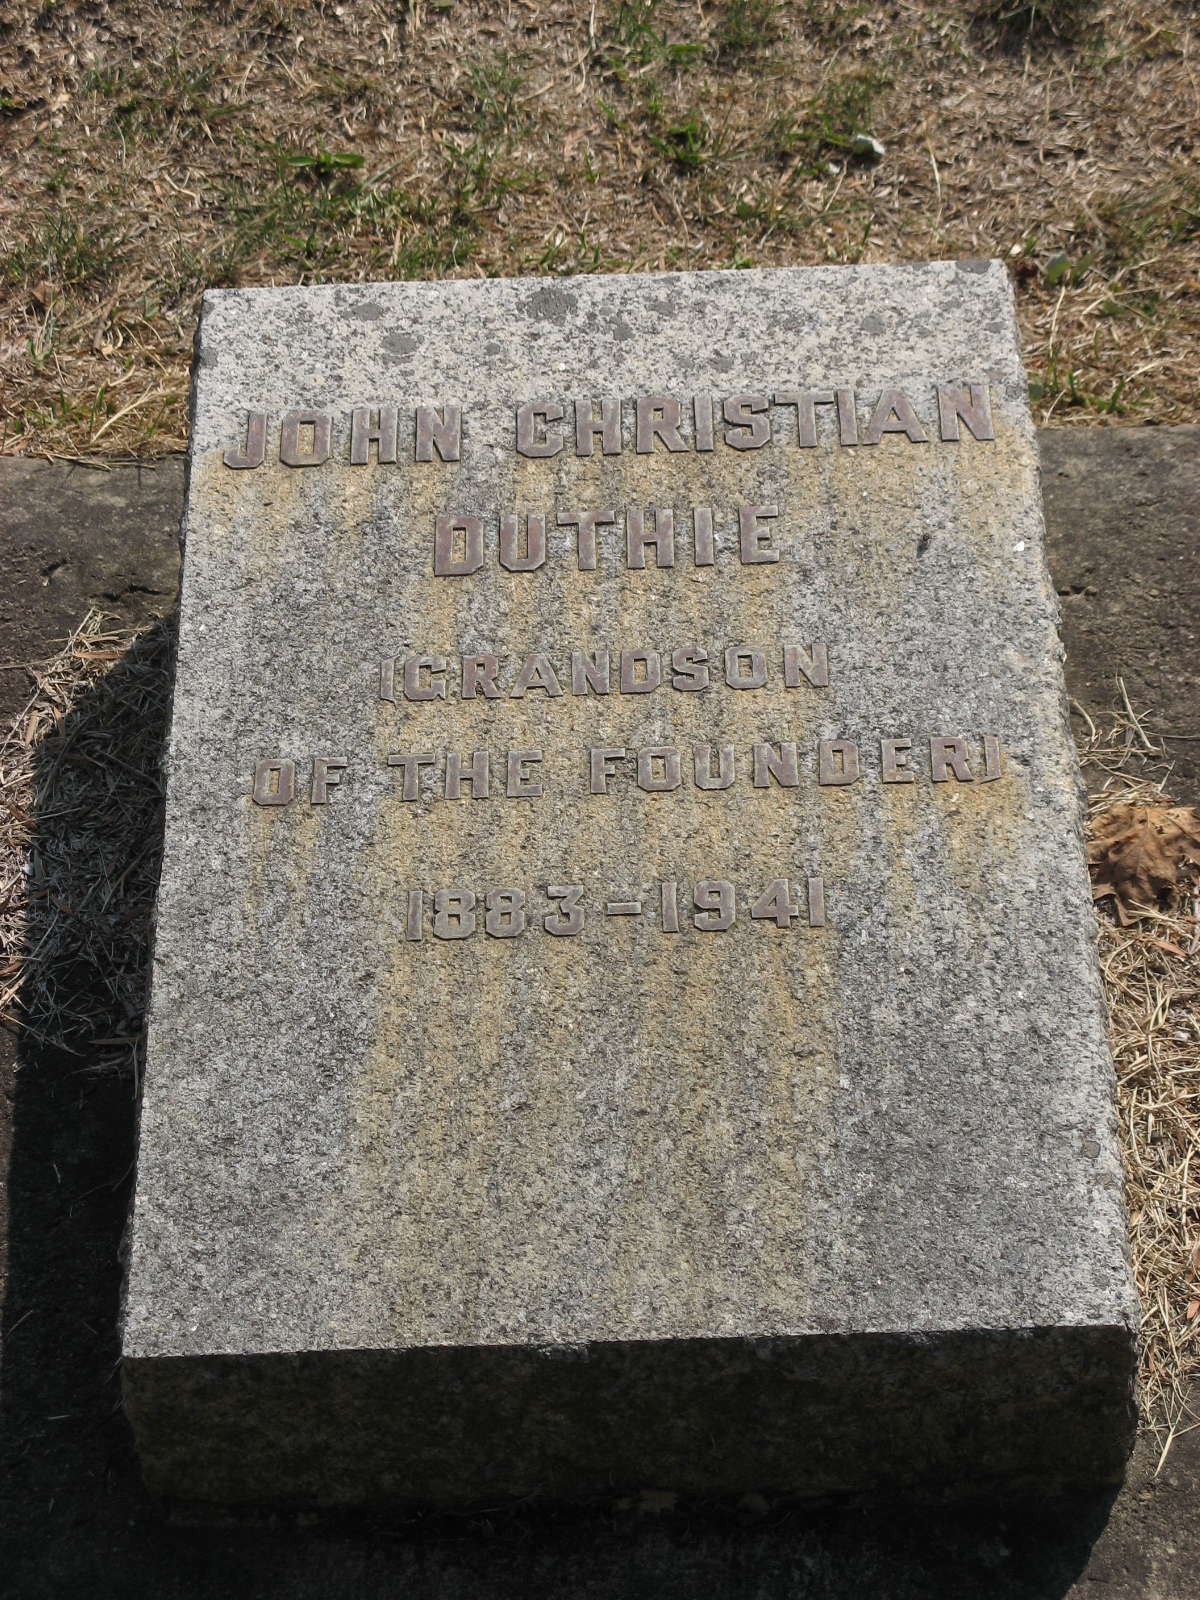 JOHN CHRISTIAN
DUTHIE
(GRANDSON
OF THE FOUNDER)
1883-1941